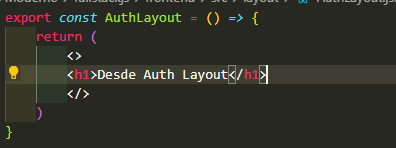 export const AuthLayout = () => {
return (
<>
<h1>Desde Auth Layout</h1>
</>
)
}